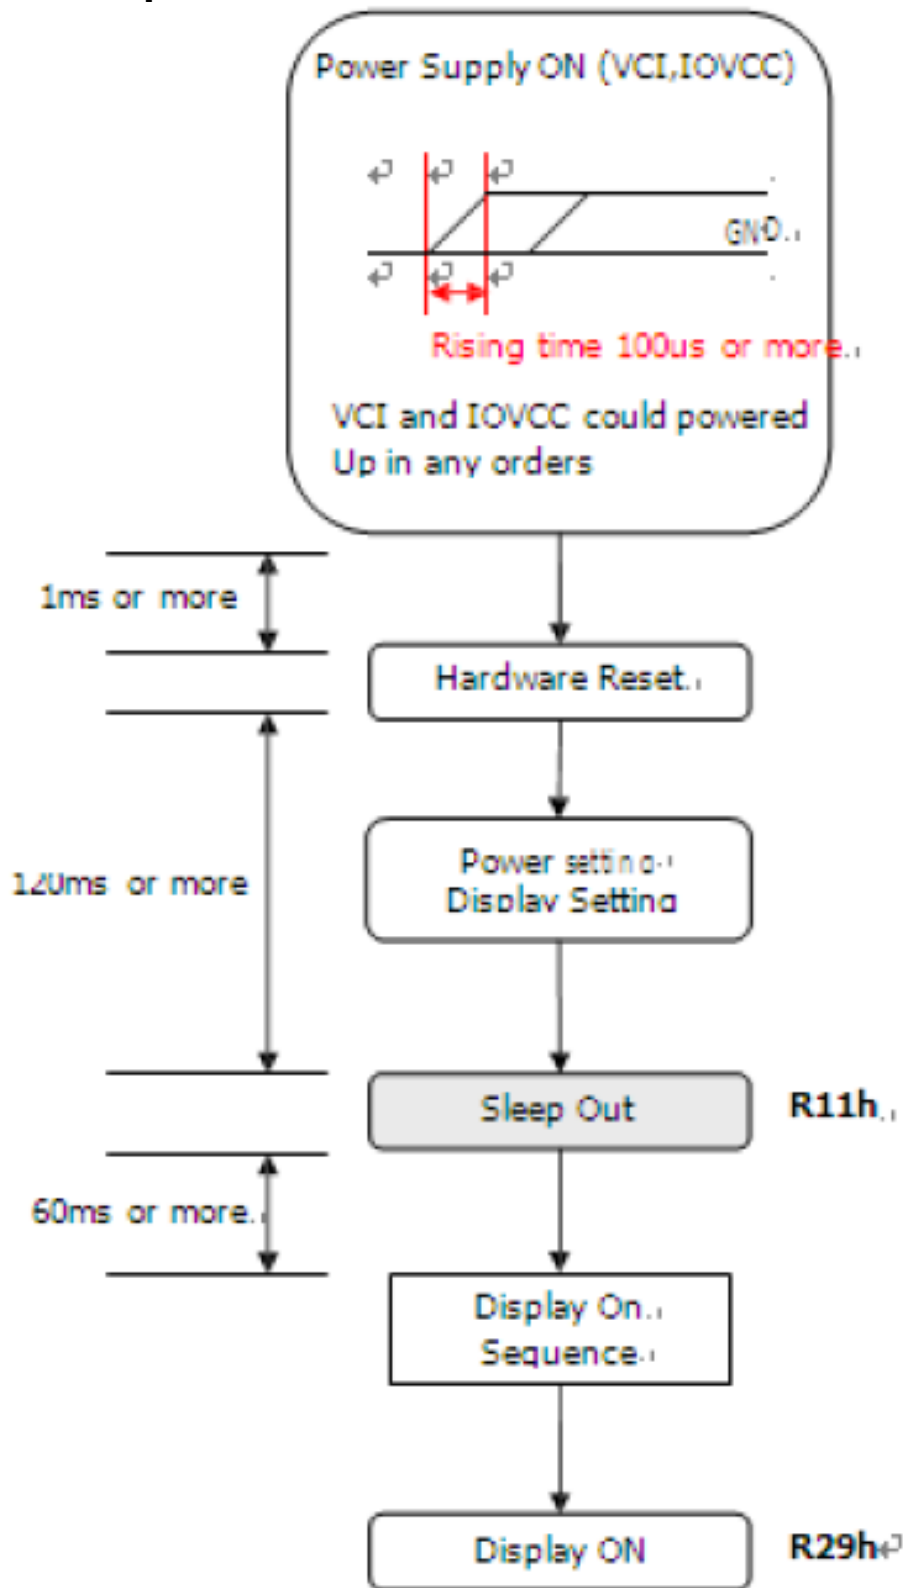 Power Supply ON (VCI,IOVCC)
GND
Rising time 100us or more
VCI and IOVCC could powered
Up in any orders
1ms or more
Hardware Reset
Power setting
Display Setting
120ms or more
Sleep Out
R11h
60ms or more
Display On
Sequence
Display ON
R29h